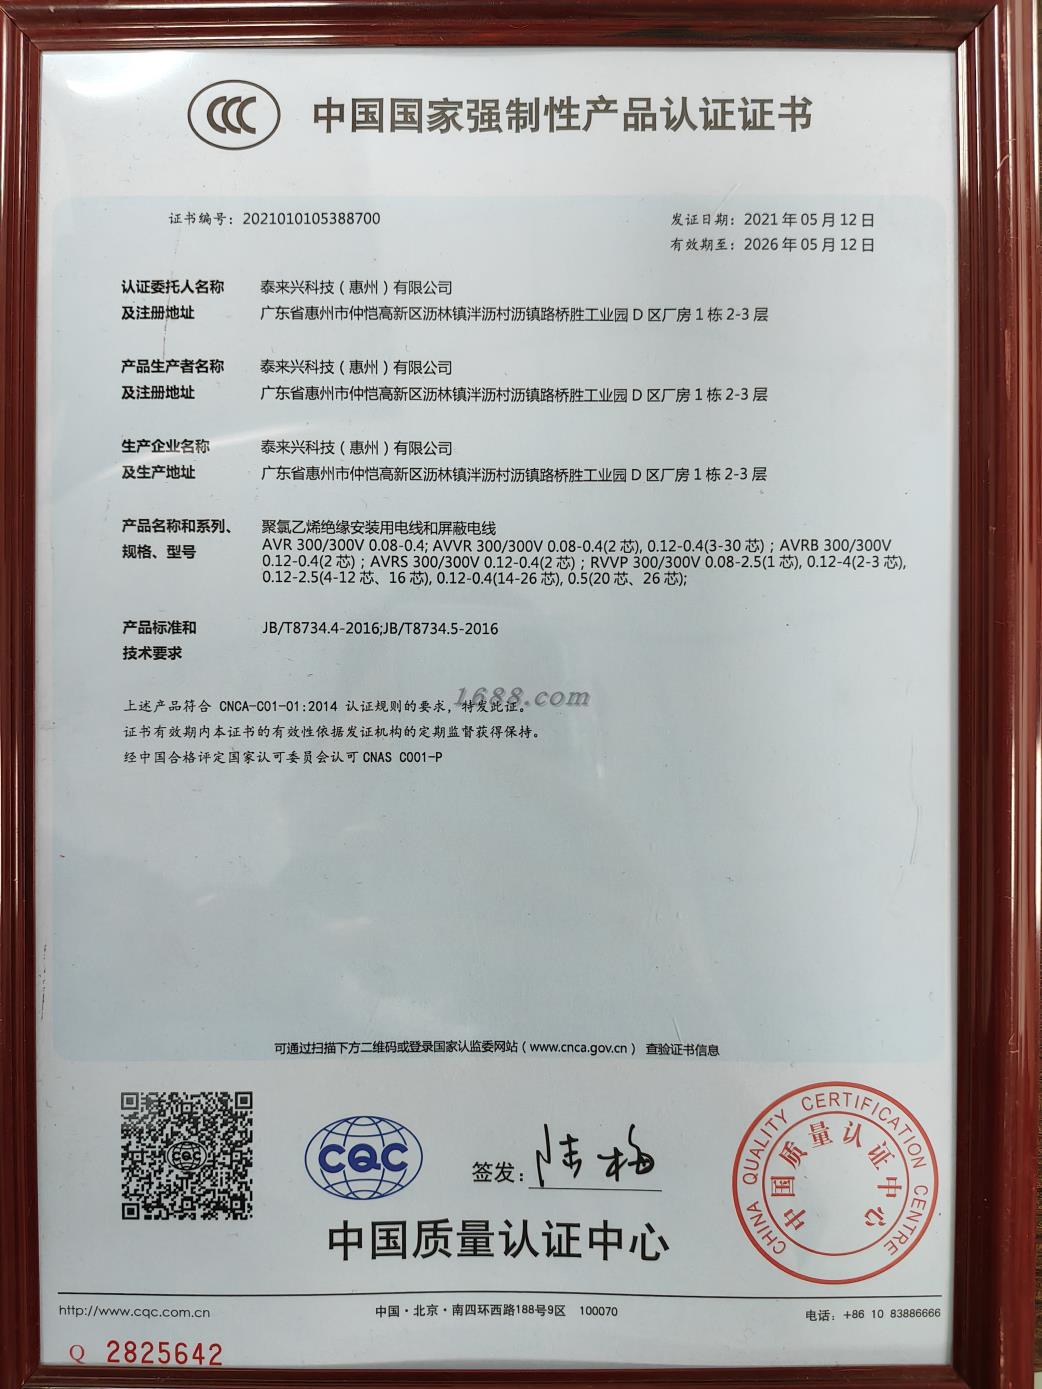 CCC 中国国家强制性产品认证证书
证书编号：2021010105388700
发证日期：2021年05月12日
有效期至：2026年05月12日
认证委托人名称 泰来兴科技（惠州）有限公司
及注册地址 广东省惠州市仲恺高新区沥林镇泮沥村沥镇路桥胜工业园 D 区厂房 1 栋 2-3 层
产品生产者名称 泰来兴科技（惠州）有限公司
及注册地址 广东省惠州市仲恺高新区沥林镇泮沥村沥镇路桥胜工业园 D 区厂房 1 栋 2-3 层
生产企业名称 泰来兴科技（惠州）有限公司
及生产地址 广东省惠州市仲恺高新区沥林镇泮沥村沥镇路桥胜工业园 D 区厂房 1 栋 2-3 层
产品名称和系列、 聚氯乙烯绝缘安装用电线和屏蔽电线
规格、型号 AVR 300/300V 0.08-0.4; AVVR 300/300V 0.08-0.4(2 芯), 0.12-0.4(3-30 芯)；AVRB 300/300V
0.12-0.4(2 芯)；AVRS 300/300V 0.12-0.4(2 芯)；RVVP 300/300V 0.08-2.5(1 芯), 0.12-4(2-3 芯),
0.12-2.5(4-12 芯、16 芯), 0.12-0.4(14-26 芯), 0.5(20 芯、26 芯);
产品标准和 JB/T8734.4-2016;JB/T8734.5-2016
技术要求
1688.com
上述产品符合 CNCA-C01-01:2014 认证规则的要求，特发此证。
证书有效期内本证书的有效性依据发证机构的定期监督获得保持。
经中国合格评定国家认可委员会认可 CNAS C001-P
可通过扫描下方二维码或登录国家认监委网站（www.cnca.gov.cn） 查验证书信息
CQC
签发：陆梅
CHINA QUALITY CERTIFICATION CENTRE
中国质量认证中心
中国质量认证中心
http://www.cqc.com.cn
中国·北京·南四环西路188号9区 100070
电话：+86 10 83886666
Q 2825642